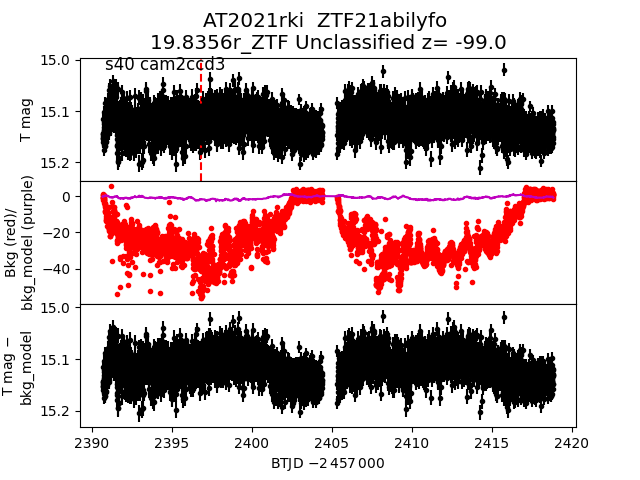 AT2021rki ZTF21abilyfo
19.8356r_ZTF Unclassified z= -99.0
s40 cam2ccd3
T mag
15.0
15.1
15.2
Bkg (red)/
bkg_model (purple)
0
−20
−40
T mag −
bkg_model
15.0
15.1
15.2
2390
2395
2400
2405
2410
2415
2420
BTJD −2 457 000